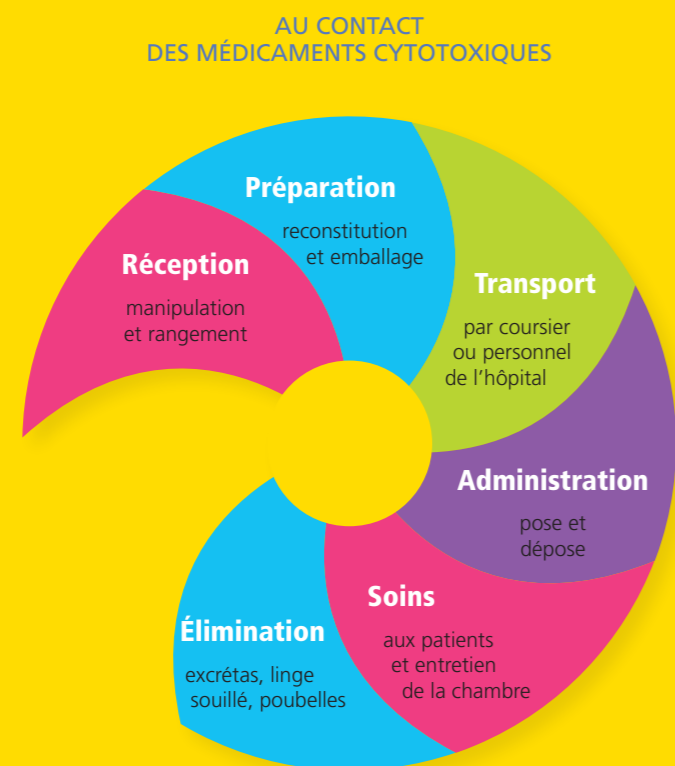 AU CONTACT
DES MÉDICAMENTS CYTOTOXIQUES
Réception
manipulation
et rangement
Préparation
reconstitution
et emballage
Transport
par coursier
ou personnel
de l'hôpital
Administration
pose et
dépose
Soins
aux patients
et entretien
de la chambre
Élimination
excrétas, linge
souillé, poubelles